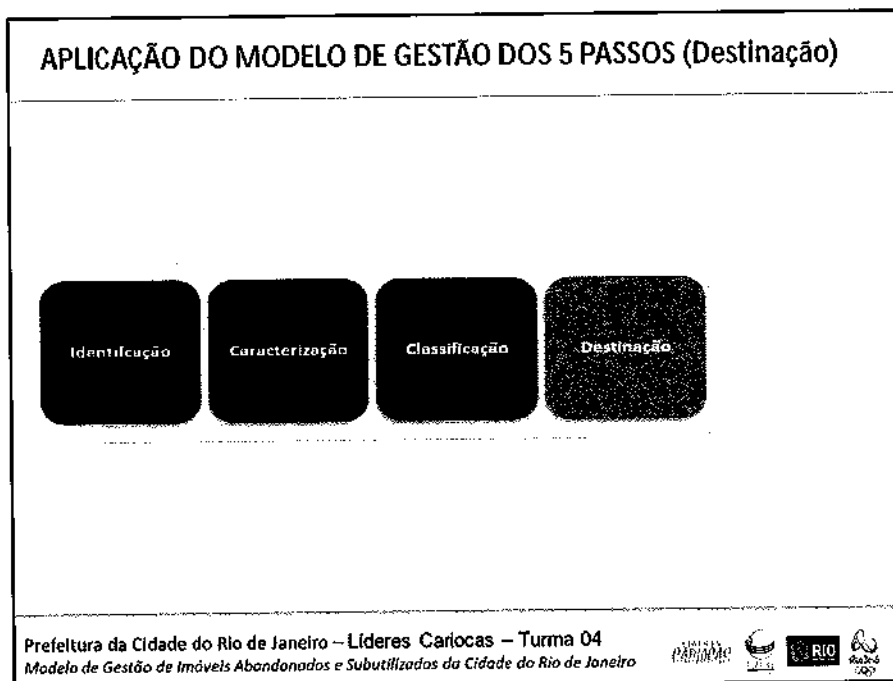 APLICAÇÃO DO MODELO DE GESTÃO DOS 5 PASSOS (Destinação)
Identifcação
Caracterização
Classificação
Destinação
Prefeitura da Cidade do Rio de Janeiro – Líderes Cariocas – Turma 04
Modelo de Gestão de Imóveis Abandonados e Subutilizados da Cidade do Rio de Janeiro
RIO